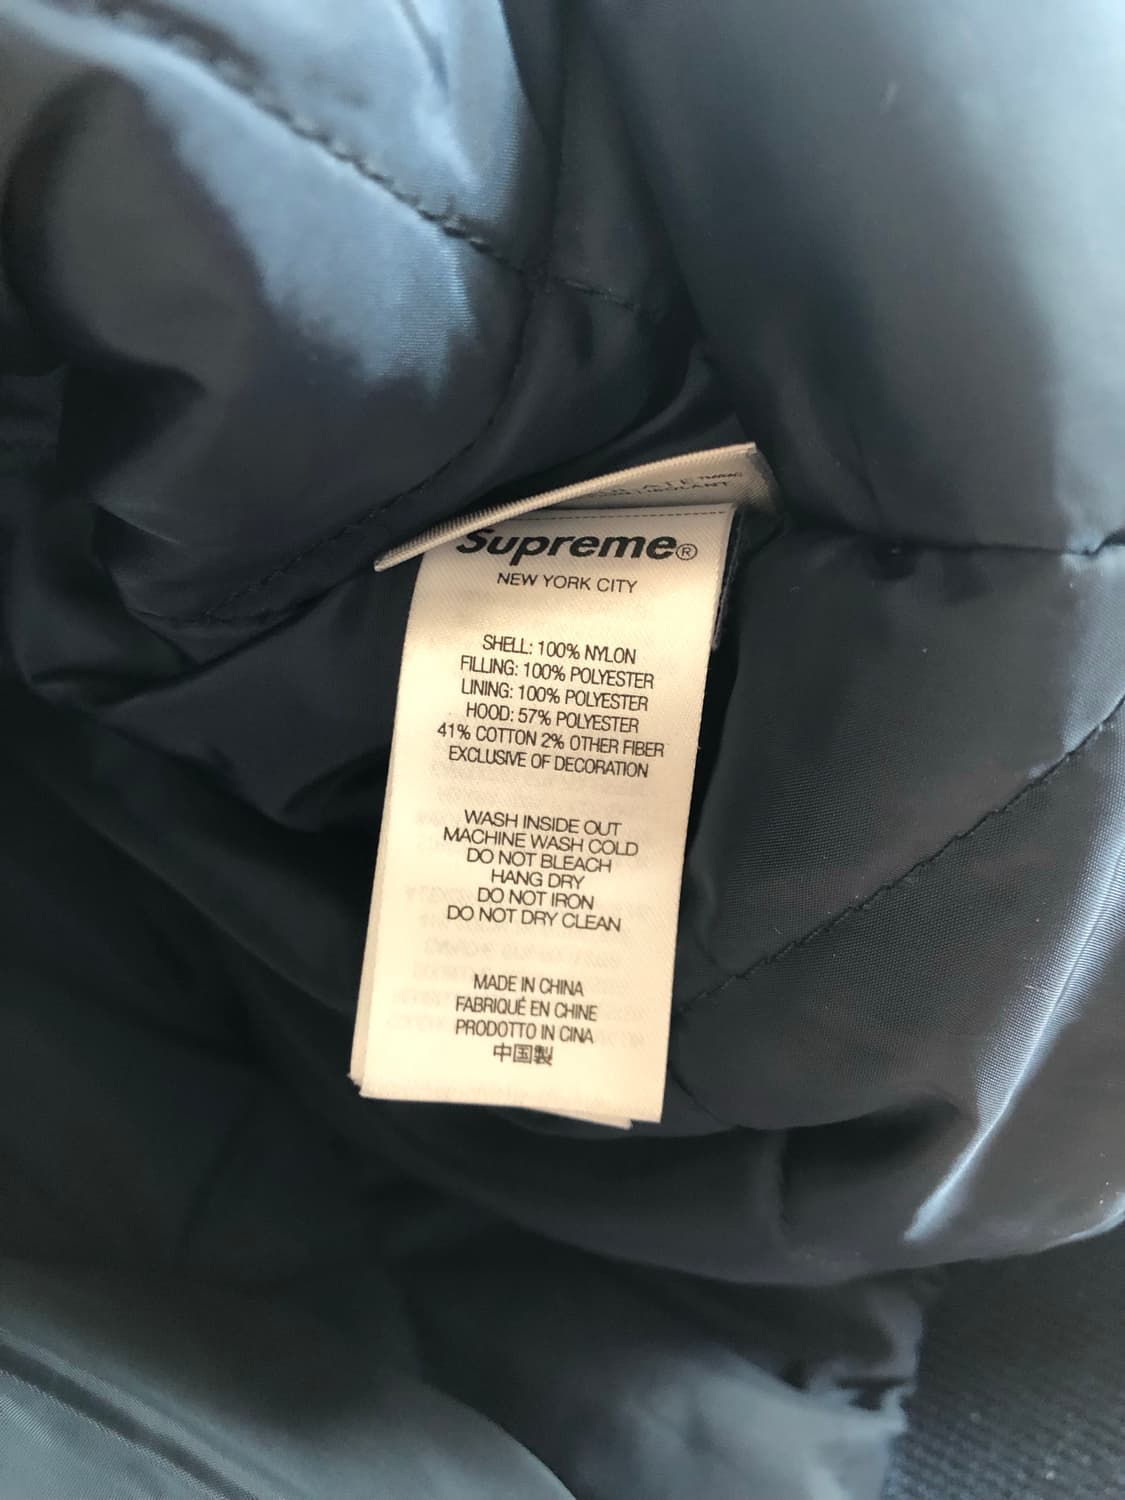 Supreme®
NEW YORK CITY
SHELL: 100% NYLON
FILLING: 100% POLYESTER
LINING: 100% POLYESTER
HOOD: 57% POLYESTER
41% COTTON 2% OTHER FIBER
EXCLUSIVE OF DECORATION
WASH INSIDE OUT
MACHINE WASH COLD
DO NOT BLEACH
HANG DRY
DO NOT IRON
DO NOT DRY CLEAN
MADE IN CHINA
FABRIQUÉ EN CHINE
PRODOTTO IN CINA
中国製